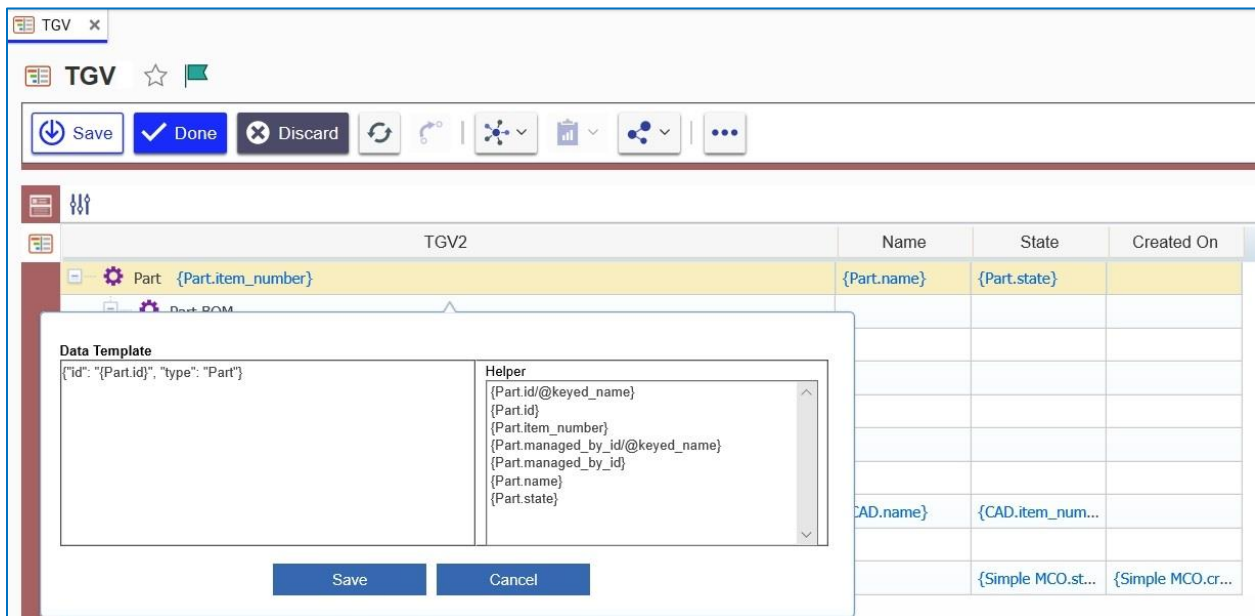 TGV ×
TGV
Save Done Discard
TGV2 Name State Created On
Part {Part.item_number} {Part.name} {Part.state}
Part BOM
Data Template
{"id": "{Part.id}", "type": "Part"}
Helper
{Part.id/@keyed_name}
{Part.id}
{Part.item_number}
{Part.managed_by_id/@keyed_name}
{Part.managed_by_id}
{Part.name}
{Part.state}
CAD.name} {CAD.item_num...
Save Cancel
{Simple MCO.st... {Simple MCO.cr...